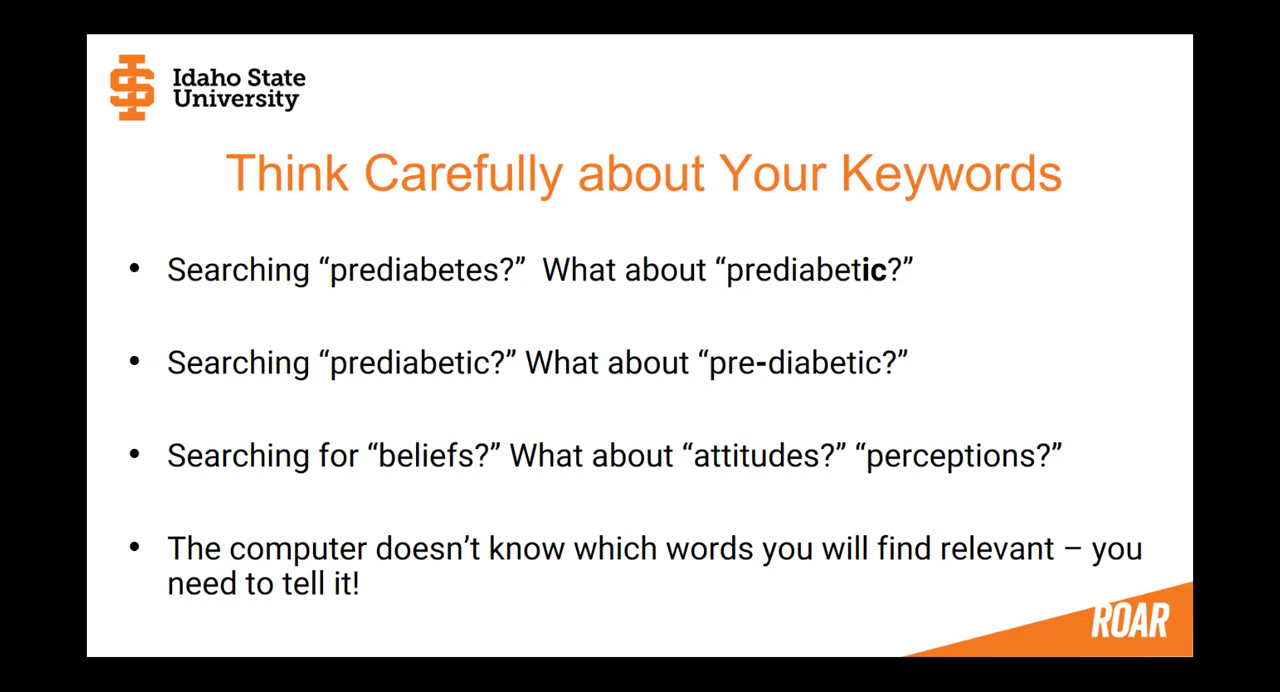 Idaho State
University
Think Carefully about Your Keywords
• Searching “prediabetes?”  What about “prediabetic?”
• Searching “prediabetic?” What about “pre-diabetic?”
• Searching for “beliefs?” What about “attitudes?” “perceptions?”
• The computer doesn’t know which words you will find relevant – you
need to tell it!
ROAR